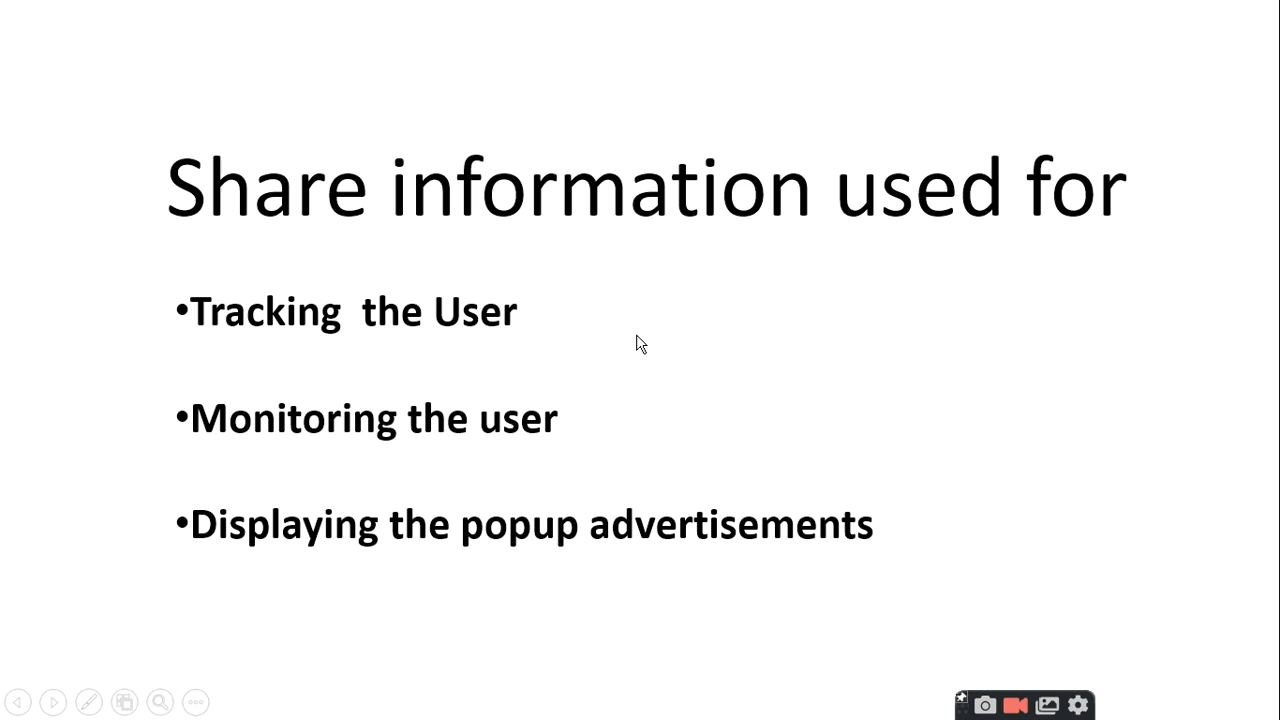 Share information used for
•Tracking  the User
•Monitoring the user
•Displaying the popup advertisements